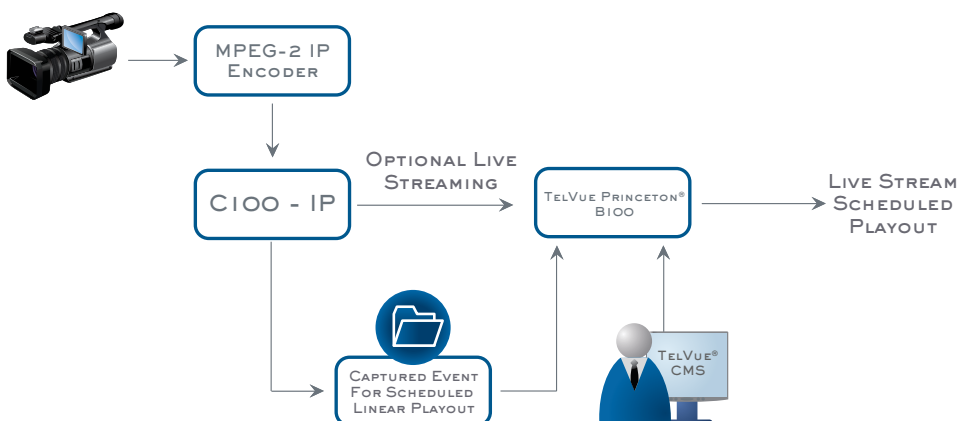 MPEG-2 IP
ENCODER
C100 - IP
OPTIONAL LIVE
STREAMING
TELVUE PRINCETON®
B100
LIVE STREAM
SCHEDULED
PLAYOUT
CAPTURED EVENT
FOR SCHEDULED
LINEAR PLAYOUT
TELVUE®
CMS